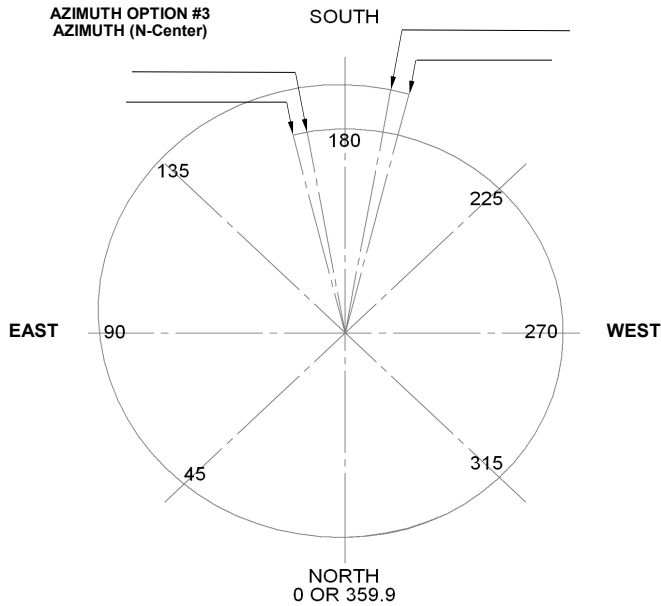 AZIMUTH OPTION #3
AZIMUTH (N-Center)
SOUTH
180
135
225
EAST
90
270
WEST
45
315
NORTH
0 OR 359.9